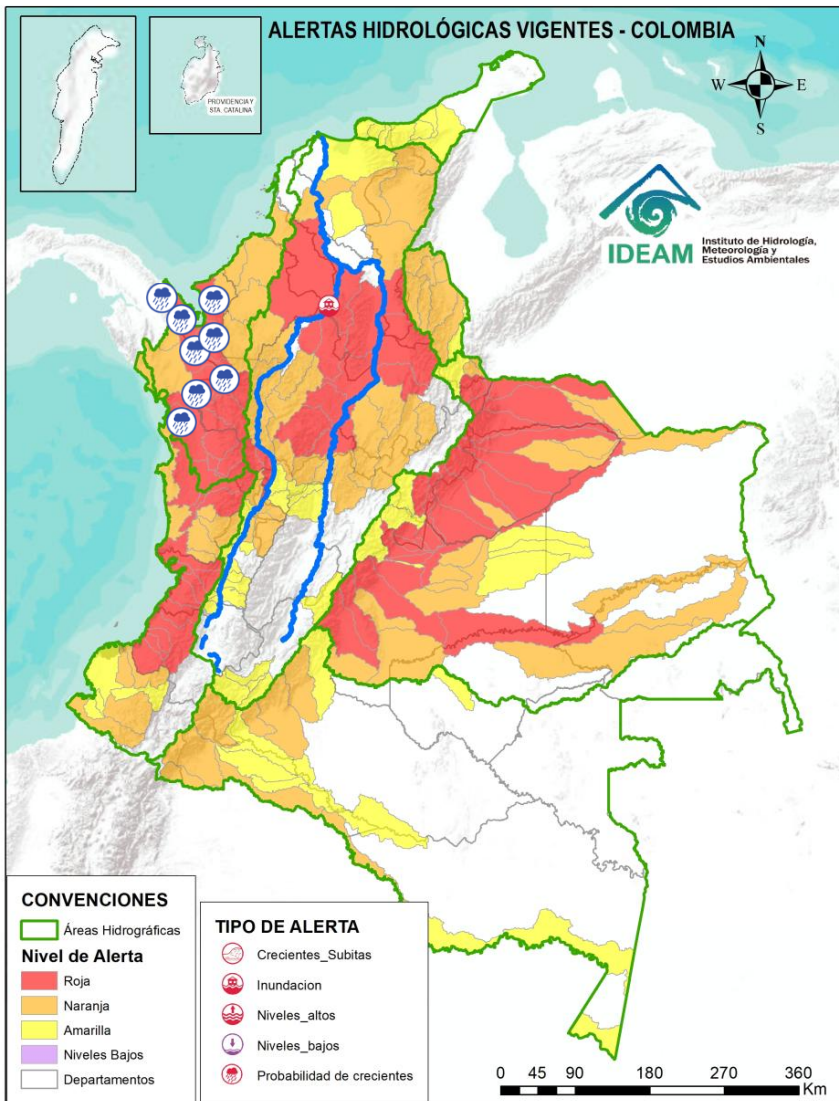 ALERTAS HIDROLÓGICAS VIGENTES - COLOMBIA
PROVIDENCIA Y
STA. CATALINA
N
W
E
S
IDEAM
Instituto de Hidrología,
Meteorología y
Estudios Ambientales
CONVENCIONES
Áreas Hidrográficas
Nivel de Alerta
Roja
Naranja
Amarilla
Niveles Bajos
Departamentos
TIPO DE ALERTA
Crecientes_Subitas
Inundacion
Niveles_altos
Niveles_bajos
Probabilidad de crecientes
0 45 90 180 270 360
Km